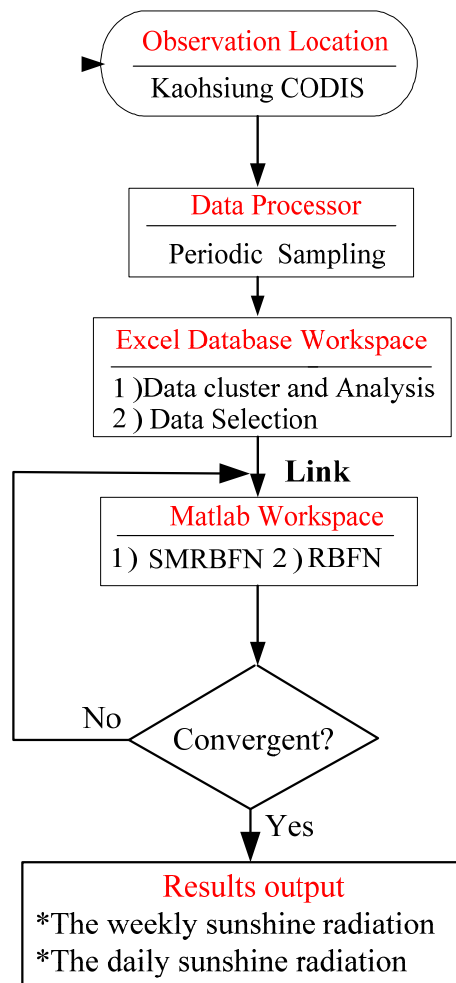 Observation Location
Kaohsiung CODIS
Data Processor
Periodic Sampling
Excel Database Workspace
1)Data cluster and Analysis
2) Data Selection
Link
Matlab Workspace
1) SMRBFN 2) RBFN
Convergent?
No
Yes
Results output
*The weekly sunshine radiation
*The daily sunshine radiation